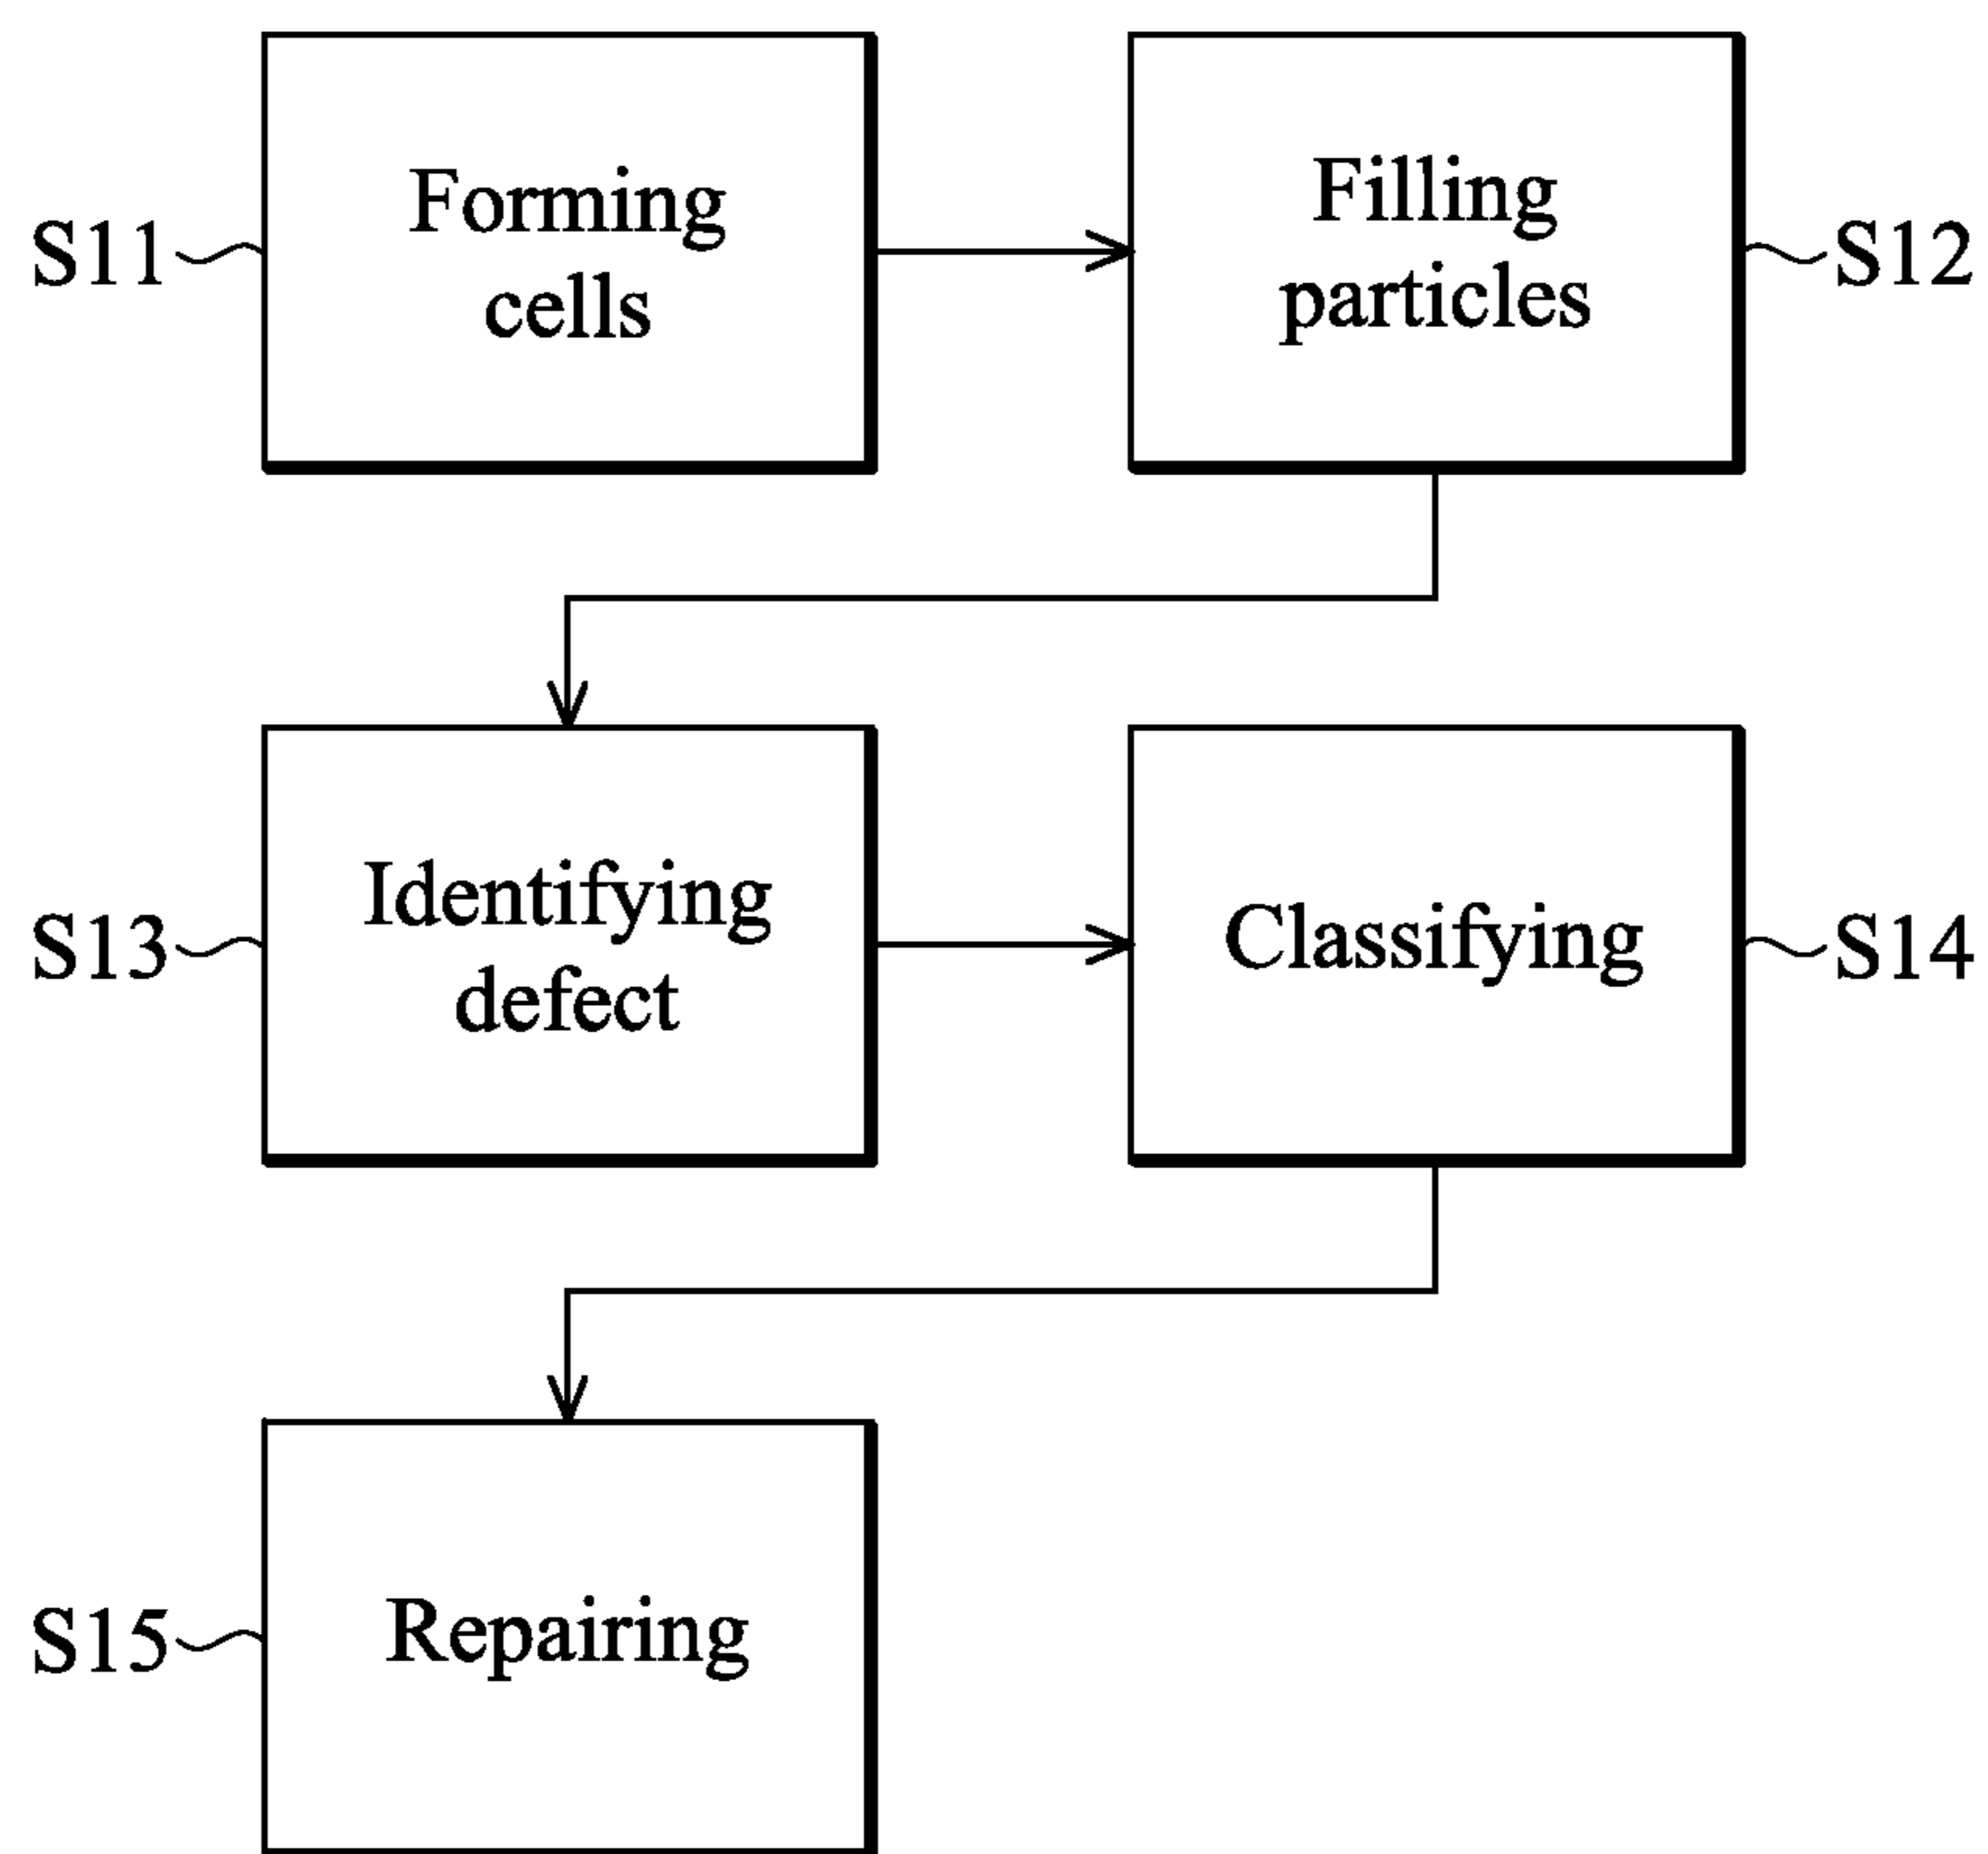 S11
Forming
cells
Filling
particles
S12
S13
Identifying
defect
Classifying
S14
S15
Repairing